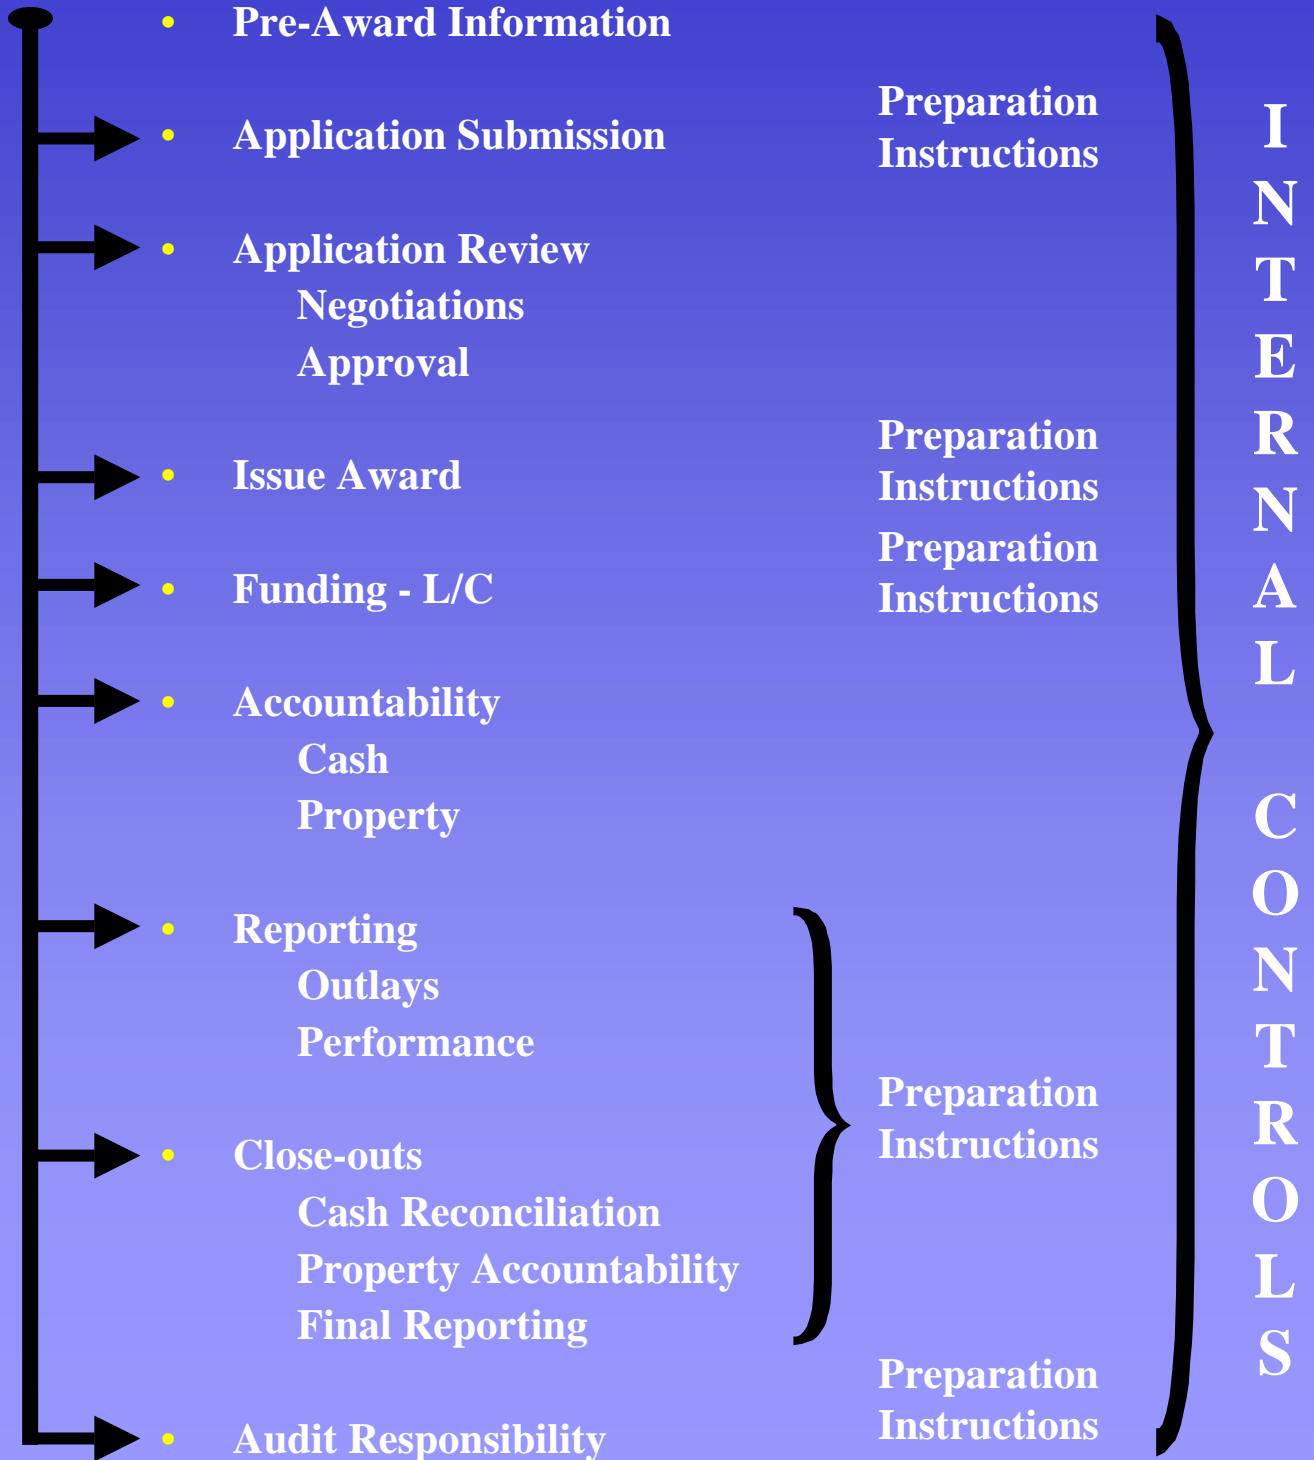 Pre-Award Information
Application Submission
Preparation
Instructions
Application Review
Negotiations
Approval
Issue Award
Preparation
Instructions
Funding - L/C
Preparation
Instructions
Accountability
Cash
Property
Reporting
Outlays
Performance
Close-outs
Cash Reconciliation
Property Accountability
Final Reporting
Preparation
Instructions
Audit Responsibility
Preparation
Instructions
INTERNAL
CONTROLS